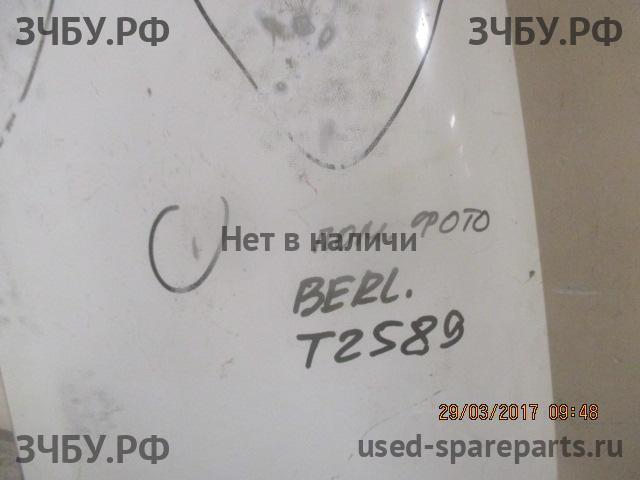 ЗЧБУ.РФ ЗЧБУ.РФ
ФОТО
Нет в наличи
BERL.
T2589
29/03/2017 09:48
ЗЧБУ.РФ used-spareparts.ru